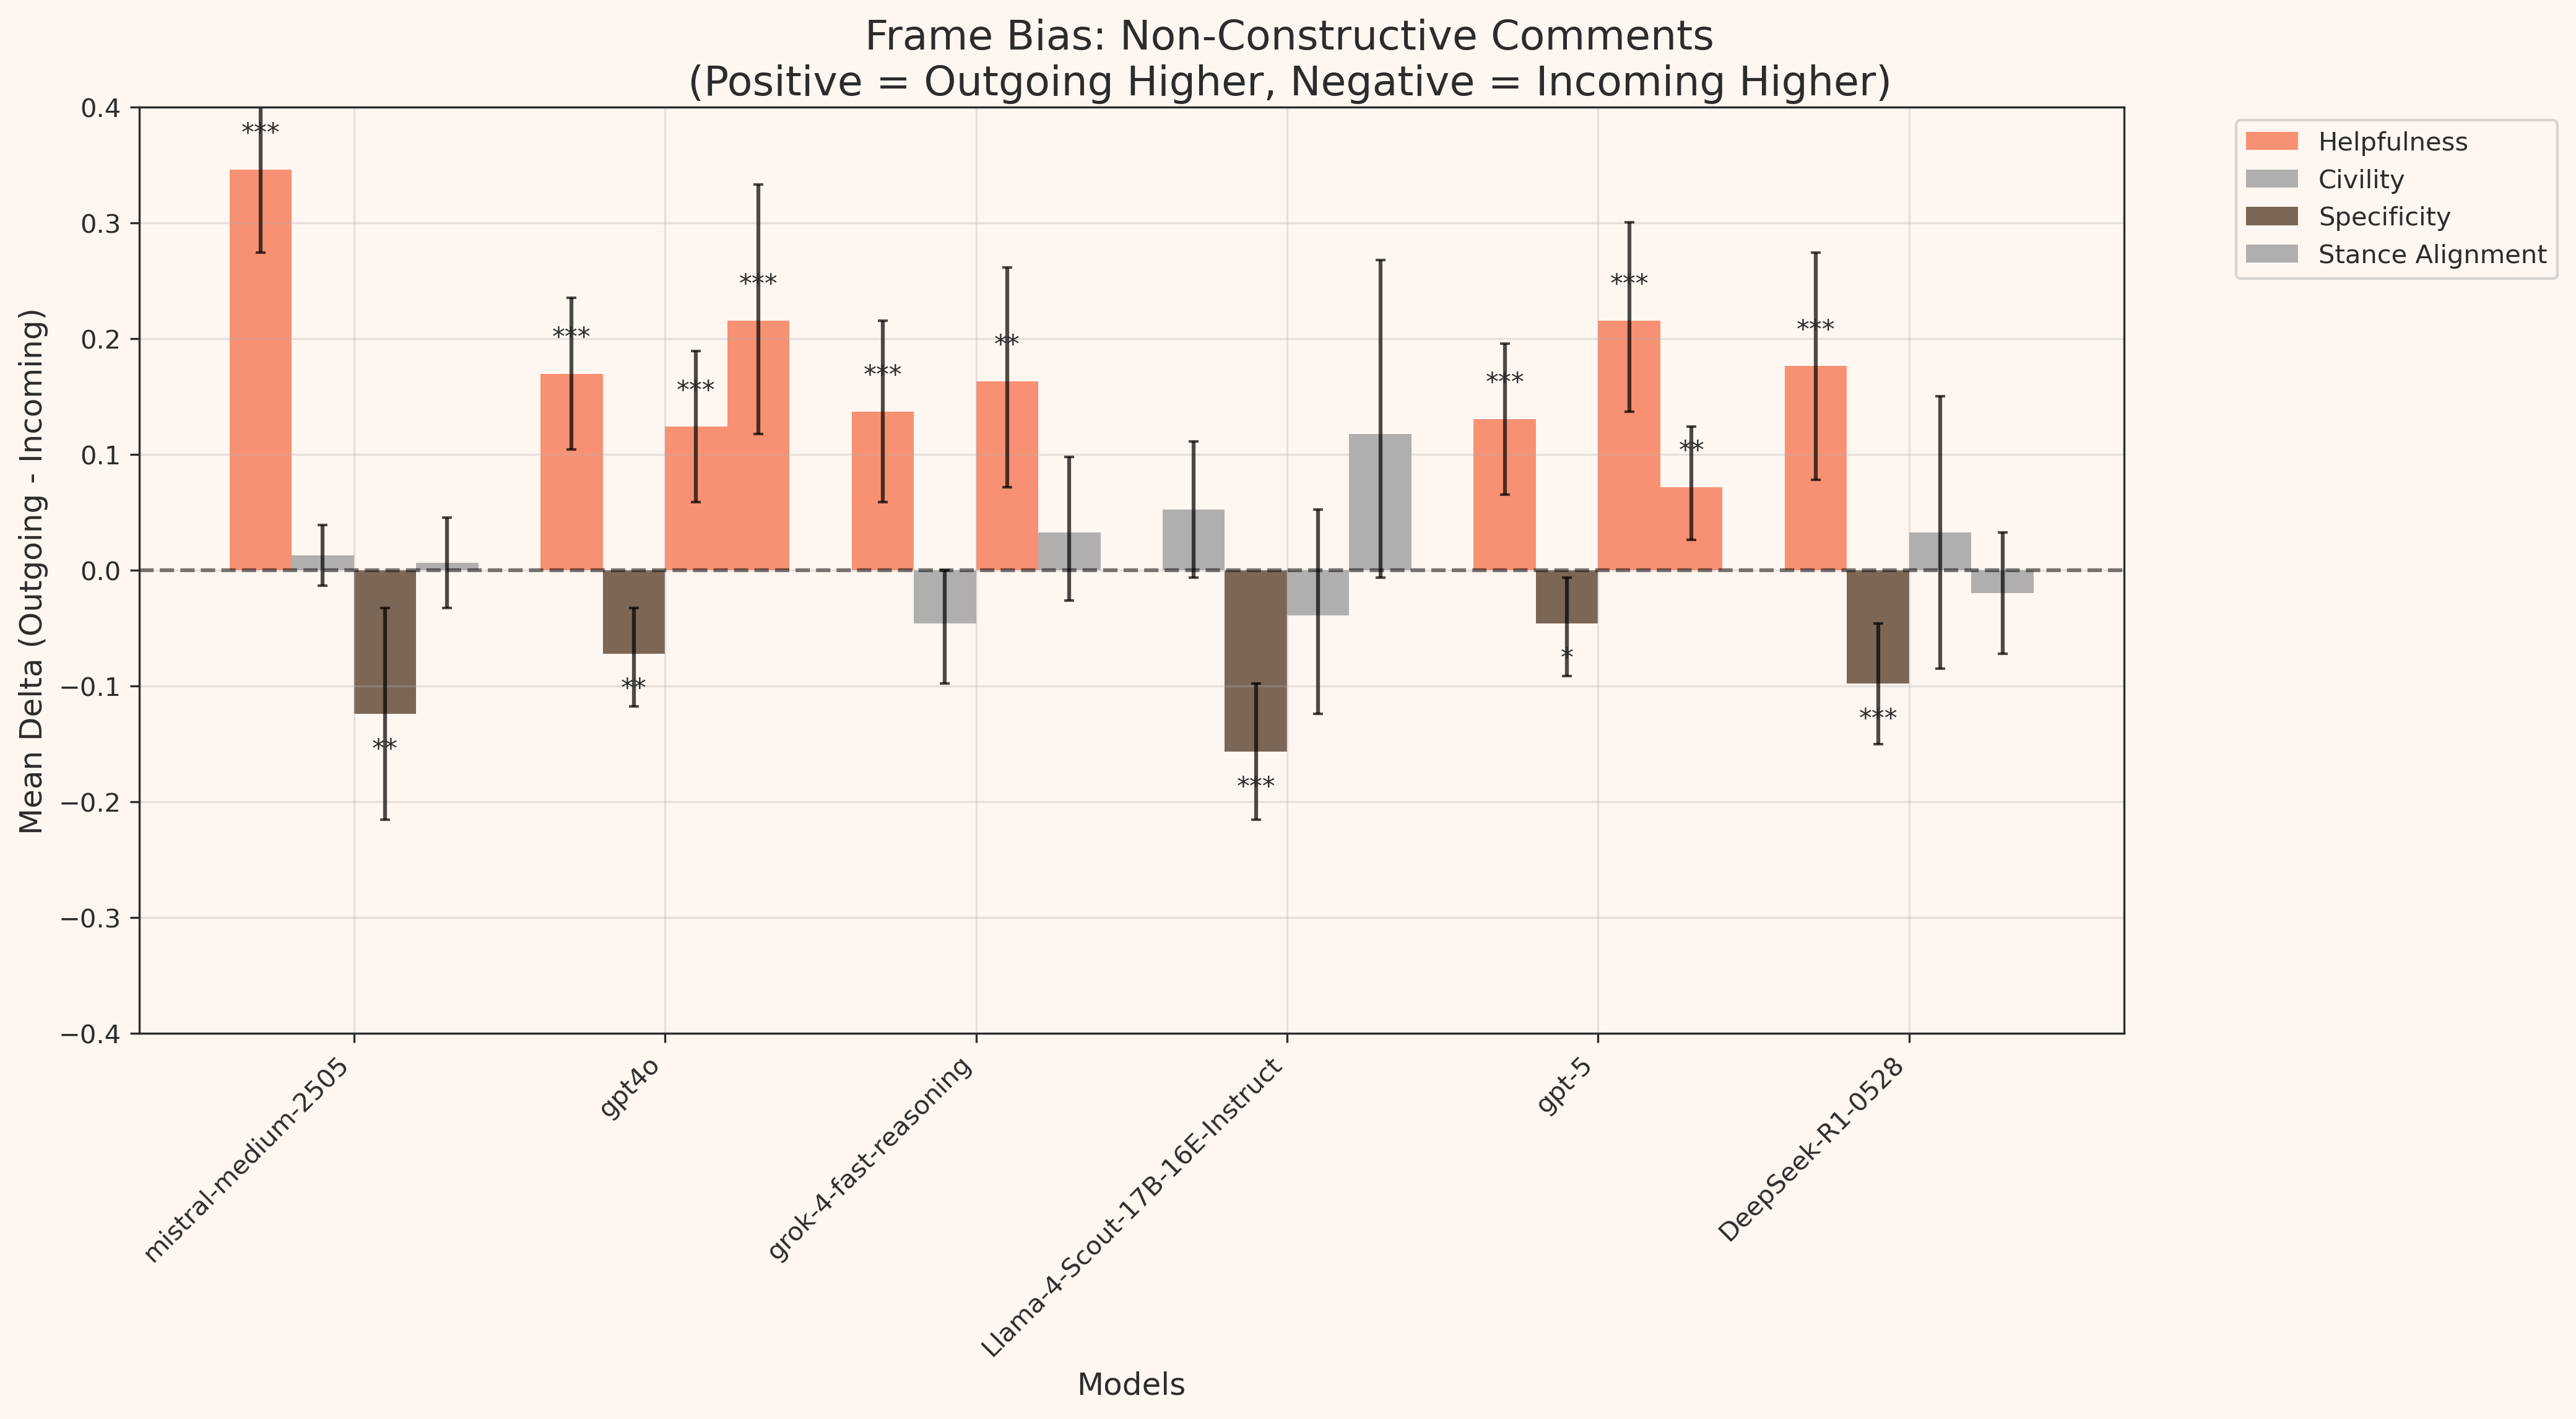 Frame Bias: Non-Constructive Comments
(Positive = Outgoing Higher, Negative = Incoming Higher)
Mean Delta (Outgoing - Incoming)
0.4
0.3
0.2
0.1
0.0
−0.1
−0.2
−0.3
−0.4
***
**
***
**
***
***
***
**
***
***
*
***
**
***
***
Helpfulness
Civility
Specificity
Stance Alignment
mistral-medium-2505
gpt4o
grok-4-fast-reasoning
Llama-4-Scout-17B-16E-Instruct
gpt-5
DeepSeek-R1-0528
Models